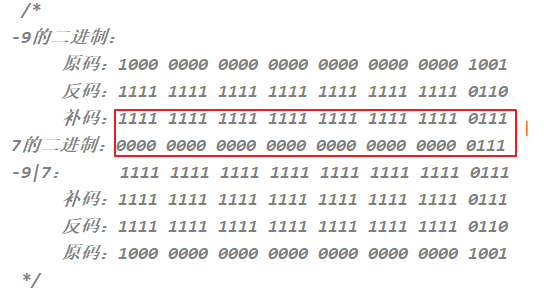 /*
-9的二进制：
原码：1000 0000 0000 0000 0000 0000 0000 1001
反码：1111 1111 1111 1111 1111 1111 1111 0110
补码：1111 1111 1111 1111 1111 1111 1111 0111
7的二进制：0000 0000 0000 0000 0000 0000 0000 0111
-9|7： 1111 1111 1111 1111 1111 1111 1111 0111
补码：1111 1111 1111 1111 1111 1111 1111 0111
反码：1111 1111 1111 1111 1111 1111 1111 0110
原码：1000 0000 0000 0000 0000 0000 0000 1001
*/